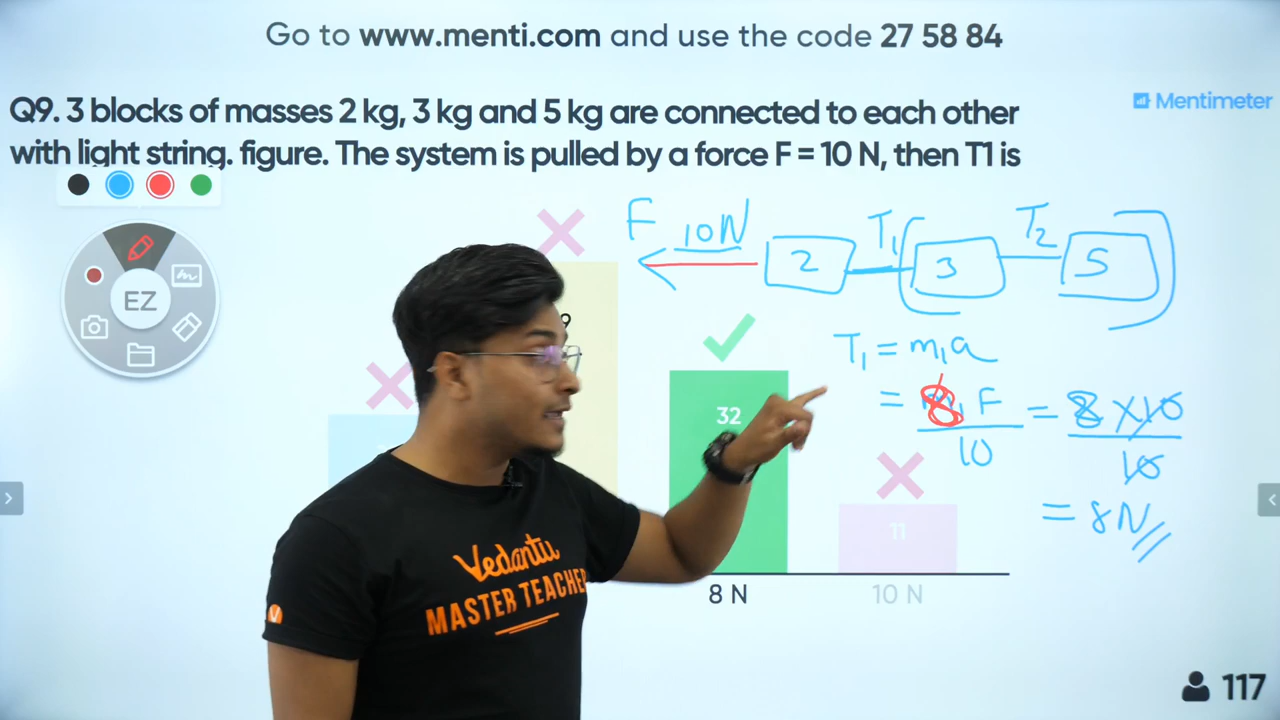 Go to www.menti.com and use the code 27 58 84
Mentimeter
Q9. 3 blocks of masses 2 kg, 3 kg and 5 kg are connected to each other
with light string. figure. The system is pulled by a force F = 10 N, then T1 is
EZ
F 10N 2 T₁ 3 T₂ 5
T₁ = m₁a
= 8 F / 10 = 8 × 10 / 10
= 8N
32
11
8 N
10 N
Vedantu
MASTER TEACHER
V
117